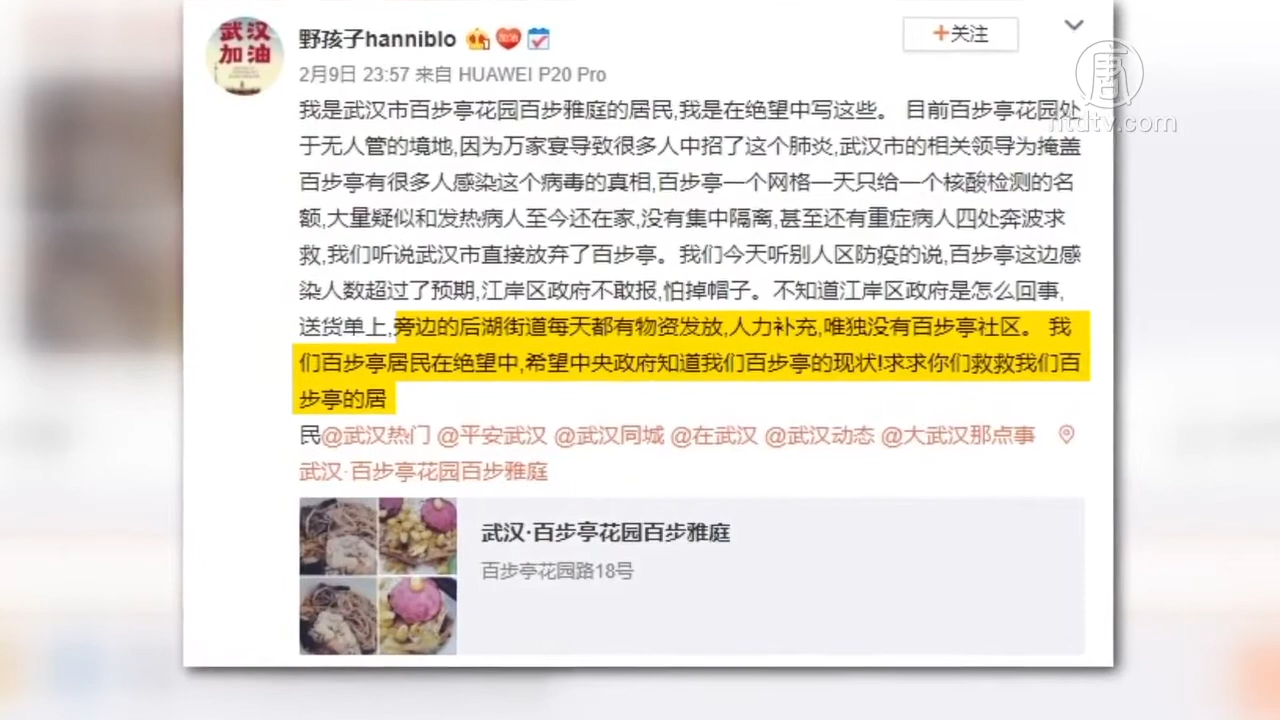 武汉
加油
野孩子hanniblo
+关注
2月9日 23:57 来自 HUAWEI P20 Pro
唐
ntdtv.com
我是武汉市百步亭花园百步雅庭的居民,我是在绝望中写这些。 目前百步亭花园处
于无人管的境地,因为万家宴导致很多人中招了这个肺炎,武汉市的相关领导为掩盖
百步亭有很多人感染这个病毒的真相,百步亭一个网格一天只给一个核酸检测的名
额,大量疑似和发热病人至今还在家,没有集中隔离,甚至还有重症病人四处奔波求
救,我们听说武汉市直接放弃了百步亭。我们今天听别人区防疫的说,百步亭这边感
染人数超过了预期,江岸区政府不敢报,怕掉帽子。不知道江岸区政府是怎么回事,
送货单上,旁边的后湖街道每天都有物资发放,人力补充,唯独没有百步亭社区。 我
们百步亭居民在绝望中,希望中央政府知道我们百步亭的现状!求求你们救救我们百
步亭的居
民@武汉热门 @平安武汉 @武汉同城 @在武汉 @武汉动态 @大武汉那点事
武汉·百步亭花园百步雅庭
武汉·百步亭花园百步雅庭
百步亭花园路18号